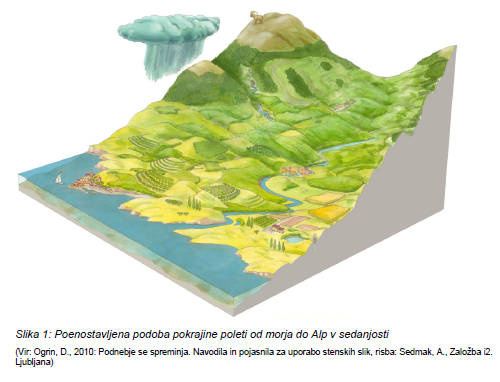 Slika 1: Poenostavljena podoba pokrajine poleti od morja do Alp v sedanjosti
(Vir: Ogrin, D., 2010: Podnebje se spreminja. Navodila in pojasnila za uporabo stenskih slik, risba: Sedmak, A., Založba i2.
Ljubljana)